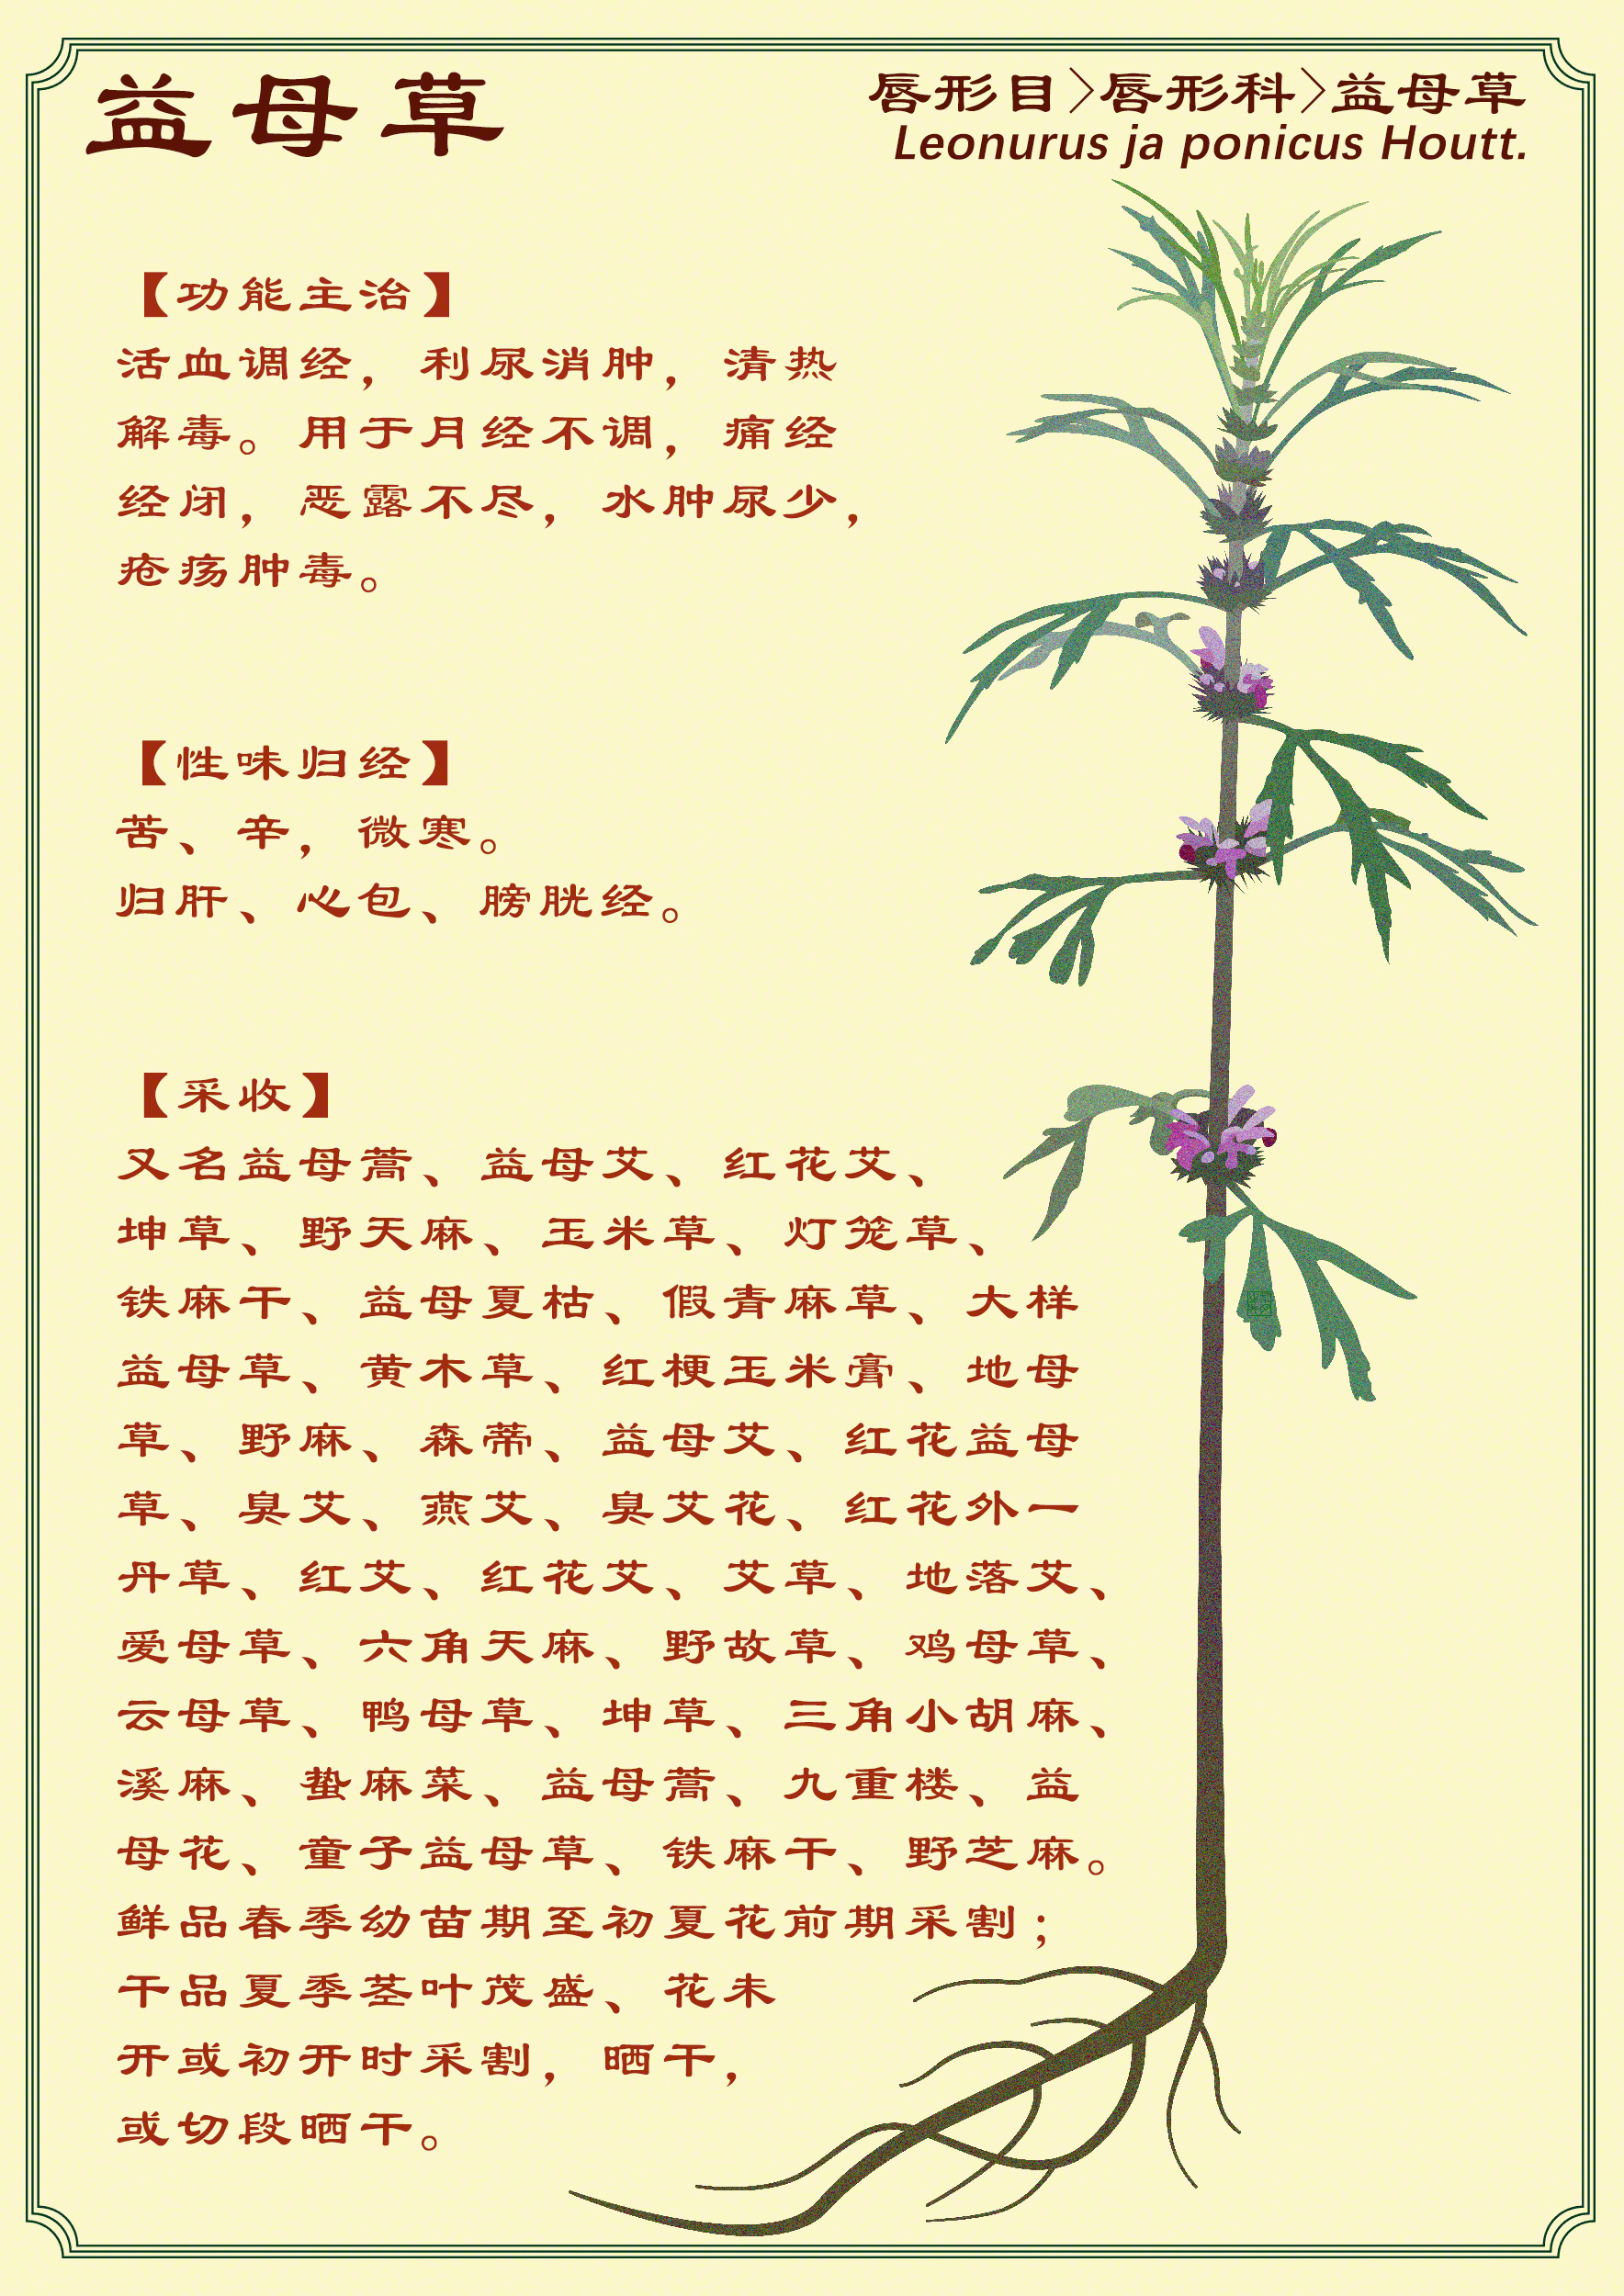 益母草
唇形目>唇形科>益母草
Leonurus ja ponicus Houtt.
【功能主治】
活血调经，利尿消肿，清热
解毒。用于月经不调，痛经
经闭，恶露不尽，水肿尿少，
疮疡肿毒。
【性味归经】
苦、辛，微寒。
归肝、心包、膀胱经。
【采收】
又名益母蒿、益母艾、红花艾、
坤草、野天麻、玉米草、灯笼草、
铁麻干、益母夏枯、假青麻草、大样
益母草、黄木草、红梗玉米膏、地母
草、野麻、森蒂、益母艾、红花益母
草、臭艾、燕艾、臭艾花、红花外一
丹草、红艾、红花艾、艾草、地落艾、
爱母草、六角天麻、野故草、鸡母草、
云母草、鸭母草、坤草、三角小胡麻、
溪麻、蛰麻菜、益母蒿、九重楼、益
母花、童子益母草、铁麻干、野芝麻。
鲜品春季幼苗期至初夏花前期采割；
干品夏季茎叶茂盛、花未
开或初开时采割，晒干，
或切段晒干。